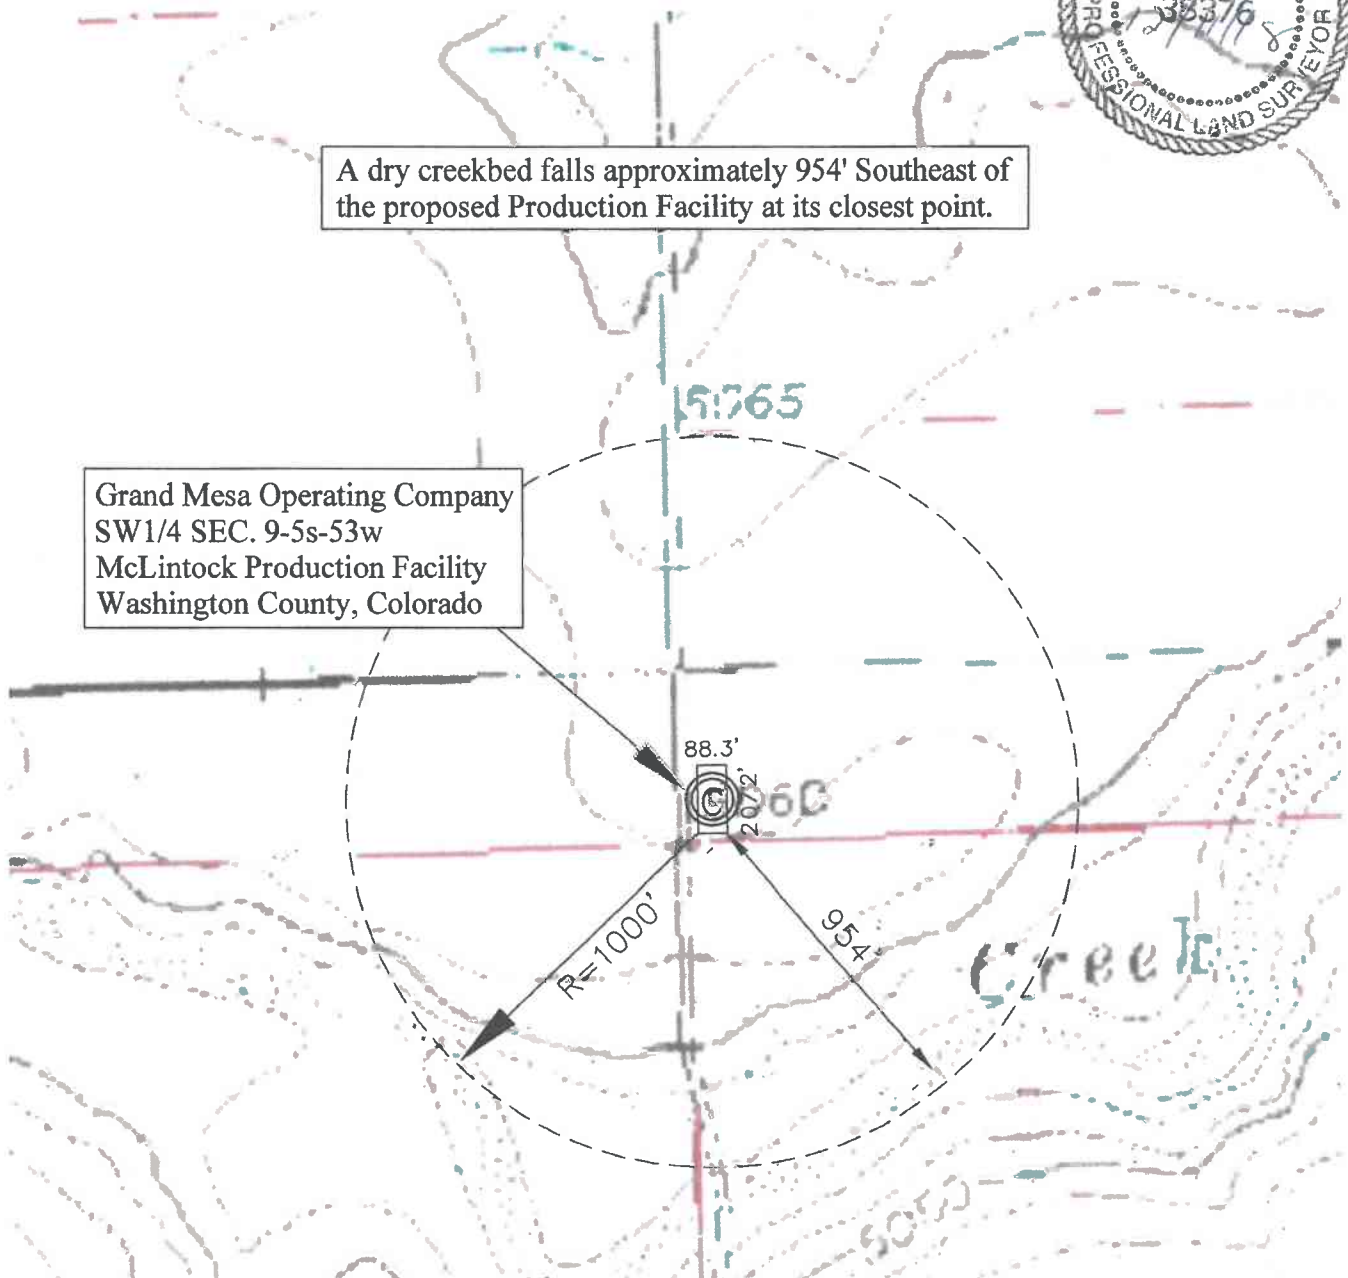 38376
PROFESSIONAL LAND SURVEYOR
A dry creekbed falls approximately 954' Southeast of
the proposed Production Facility at its closest point.
Grand Mesa Operating Company
SW1/4 SEC. 9-5s-53w
McLintock Production Facility
Washington County, Colorado
88.3'
207.2'
C
R=1000'
954'
Creek
5050